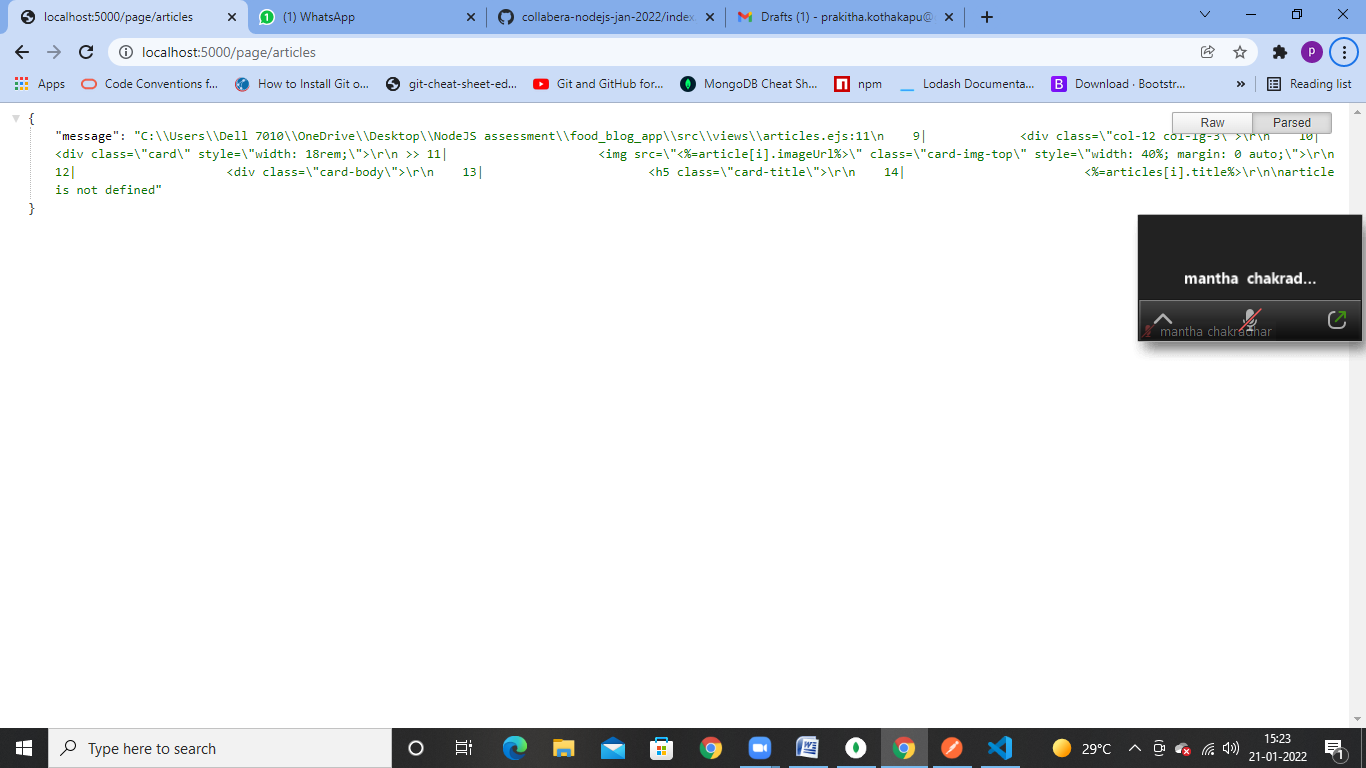 localhost:5000/page/articles
(1) WhatsApp
collabera-nodejs-jan-2022/index
Drafts (1) - prakitha.kothakapu@
localhost:5000/page/articles
P
Apps
Code Conventions f...
How to Install Git o...
git-cheat-sheet-ed...
Git and GitHub for...
MongoDB Cheat Sh...
npm
Lodash Documenta...
B
Download · Bootstr...
»
Reading list
{
"message": "C:\\Users\\Dell 7010\\OneDrive\\Desktop\\NodeJS assessment\\food_blog_app\\src\\views\\articles.ejs:11\n    9|             <div class=\"col-12 col-lg-3\">\r\n    10|
<div class=\"card\" style=\"width: 18rem;\">\r\n >> 11|                     <img src=\"<%=article[i].imageUrl%>\" class=\"card-img-top\" style=\"width: 40%; margin: 0 auto;\">\r\n
12|                     <div class=\"card-body\">\r\n    13|                         <h5 class=\"card-title\">\r\n    14|                          <%=articles[i].title%>\r\n\narticle
is not defined"
}
Raw
Parsed
mantha chakrad...
mantha chakradhar
Type here to search
29°C
15:23
21-01-2022
1